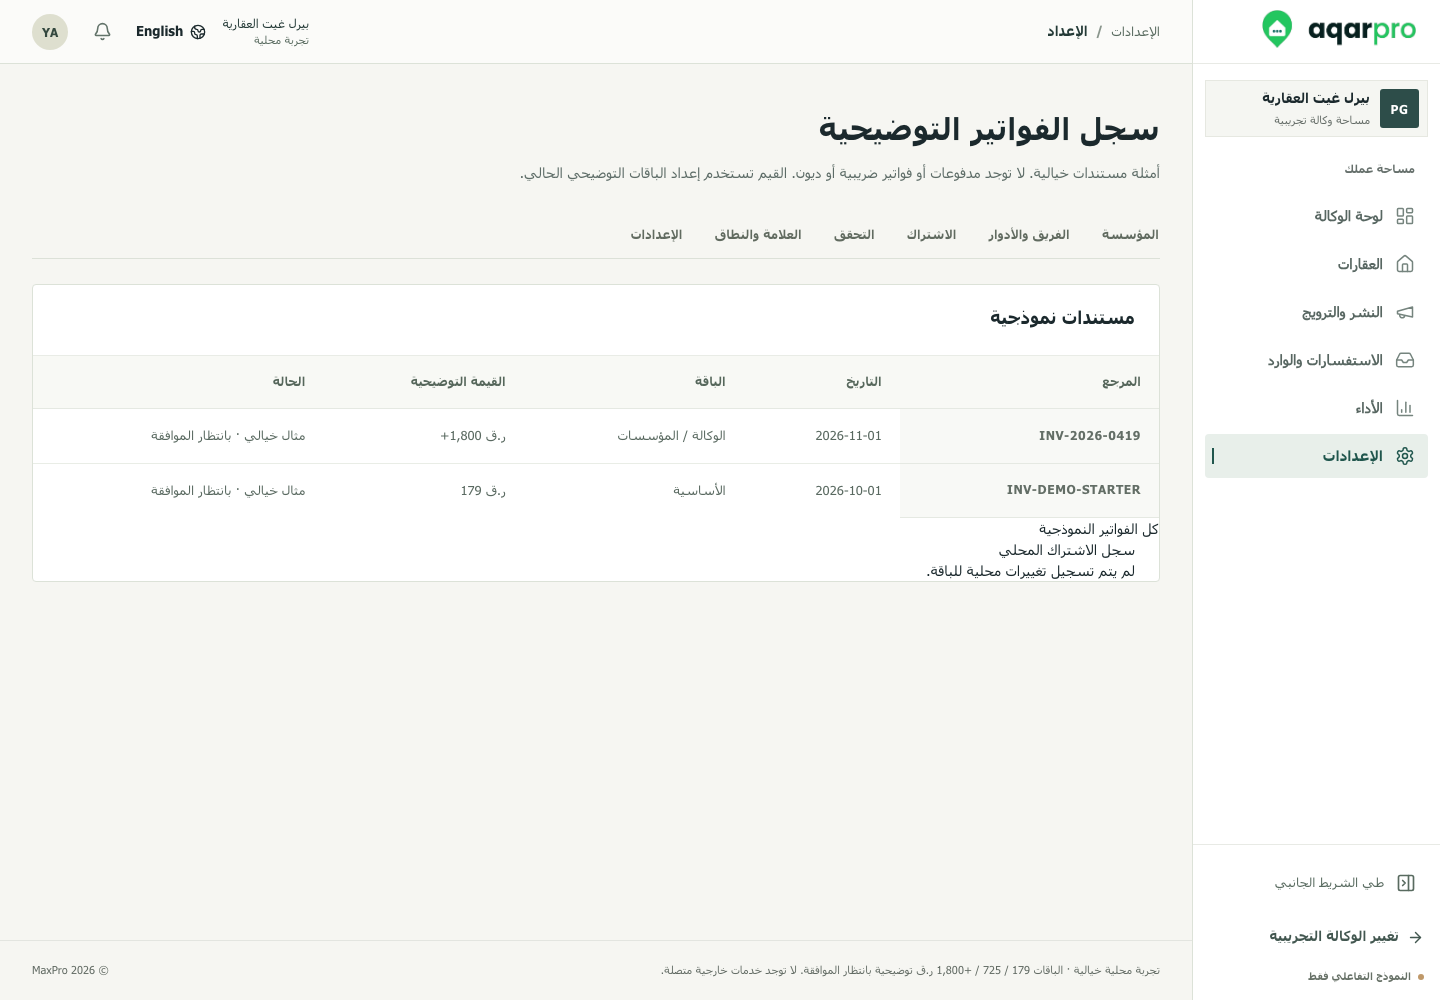 aqarpro
PG
بيرل غيت العقارية
مساحة وكالة تجريبية
مساحة عملك
لوحة الوكالة
العقارات
النشر والترويج
الاستفسارات والوارد
الأداء
الإعدادات
طي الشريط الجانبي
تغيير الوكالة التجريبية
النموذج التفاعلي فقط
الإعدادات / الإعداد
بيرل غيت العقارية
تجربة محلية
English
YA
سجل الفواتير التوضيحية
أمثلة مستندات خيالية. لا توجد مدفوعات أو فواتير ضريبية أو ديون. القيم تستخدم إعداد الباقات التوضيحي الحالي.
المؤسسة الفريق والأدوار الاشتراك التحقق العلامة والنطاق الإعدادات
مستندات نموذجية
المرجع التاريخ الباقة القيمة التوضيحية الحالة
INV-2026-0419 2026-11-01 الوكالة / المؤسسات ر.ق 1,800+ مثال خيالي · بانتظار الموافقة
INV-DEMO-STARTER 2026-10-01 الأساسية ر.ق 179 مثال خيالي · بانتظار الموافقة
كل الفواتير النموذجية
سجل الاشتراك المحلي
لم يتم تسجيل تغييرات محلية للباقة.
تجربة محلية خيالية · الباقات 179 / 725 / +1,800 ر.ق توضيحية بانتظار الموافقة. لا توجد خدمات خارجية متصلة.
© 2026 MaxPro